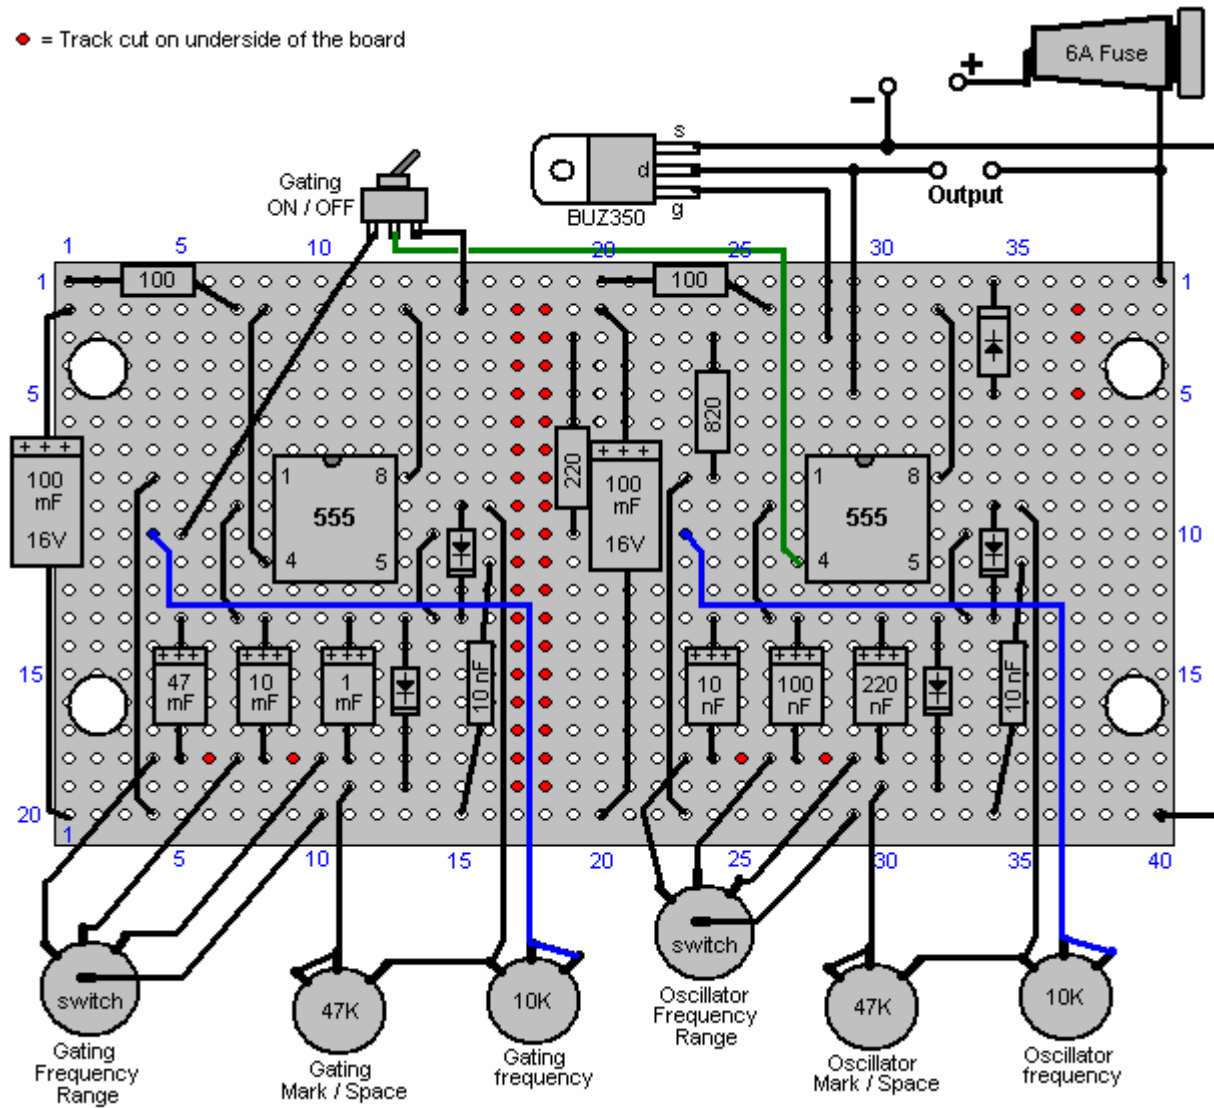 = Track cut on underside of the board
6A Fuse
+
−
s
d
g
BUZ350
Output
Gating
ON / OFF
1 5 10 20 25 30 35
1 100 100 1
5 5
+ + +
100
mF
16V
1 8
555
4 5
220
+ + +
100
mF
16V
820
1 8
555
4 5
10
+++
47
mF
+++
10
mF
+++
1
mF
10 nF
+++
10
nF
+++
100
nF
+++
220
nF
10 nF
15 15
20
1 5 10 15 20 25 30 35 40
switch
Gating
Frequency
Range
47K
Gating
Mark / Space
10K
Gating
frequency
switch
Oscillator
Frequency
Range
47K
Oscillator
Mark / Space
10K
Oscillator
frequency